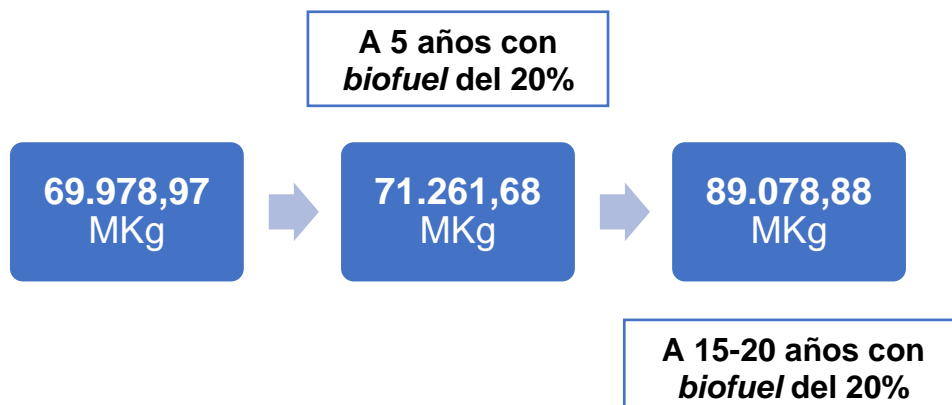 A 5 años con
biofuel del 20%
69.978,97
MKg
71.261,68
MKg
89.078,88
MKg
A 15-20 años con
biofuel del 20%